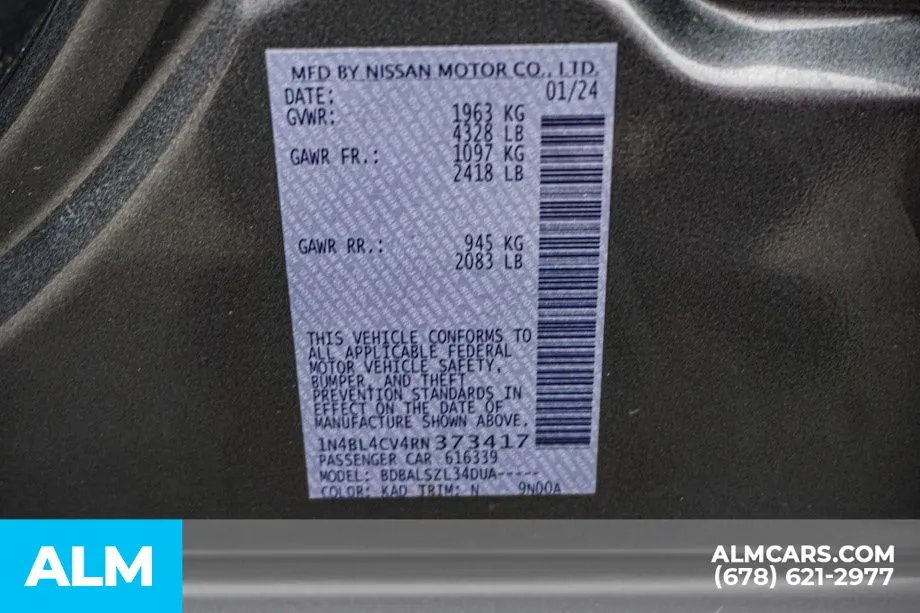 MFD BY NISSAN MOTOR CO., LTD.
DATE: 01/24
GVWR: 1963 KG
4328 LB
GAWR FR.: 1097 KG
2418 LB
GAWR RR.: 945 KG
2083 LB
THIS VEHICLE CONFORMS TO
ALL APPLICABLE FEDERAL
MOTOR VEHICLE SAFETY,
BUMPER, AND THEFT
PREVENTION STANDARDS IN
EFFECT ON THE DATE OF
MANUFACTURE SHOWN ABOVE.
1N4BL4CV4RN373417
PASSENGER CAR 616339
MODEL: BDBALSZL34DUA-----
COLOR: KAD TRIM: N 9N00A
ALM
ALMCARS.COM
(678) 621-2977